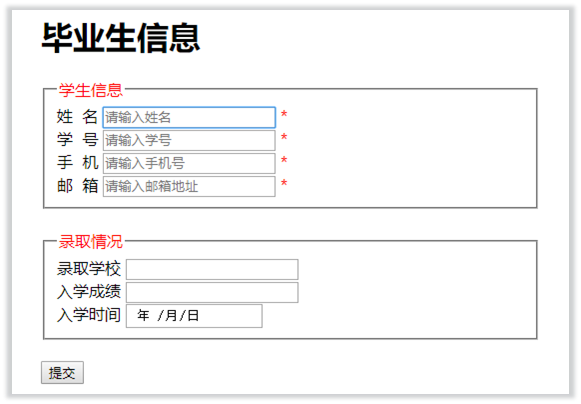 毕业生信息
学生信息
姓 名 请输入姓名 *
学 号 请输入学号 *
手 机 请输入手机号 *
邮 箱 请输入邮箱地址 *
录取情况
录取学校
入学成绩
入学时间 年 /月/日
提交